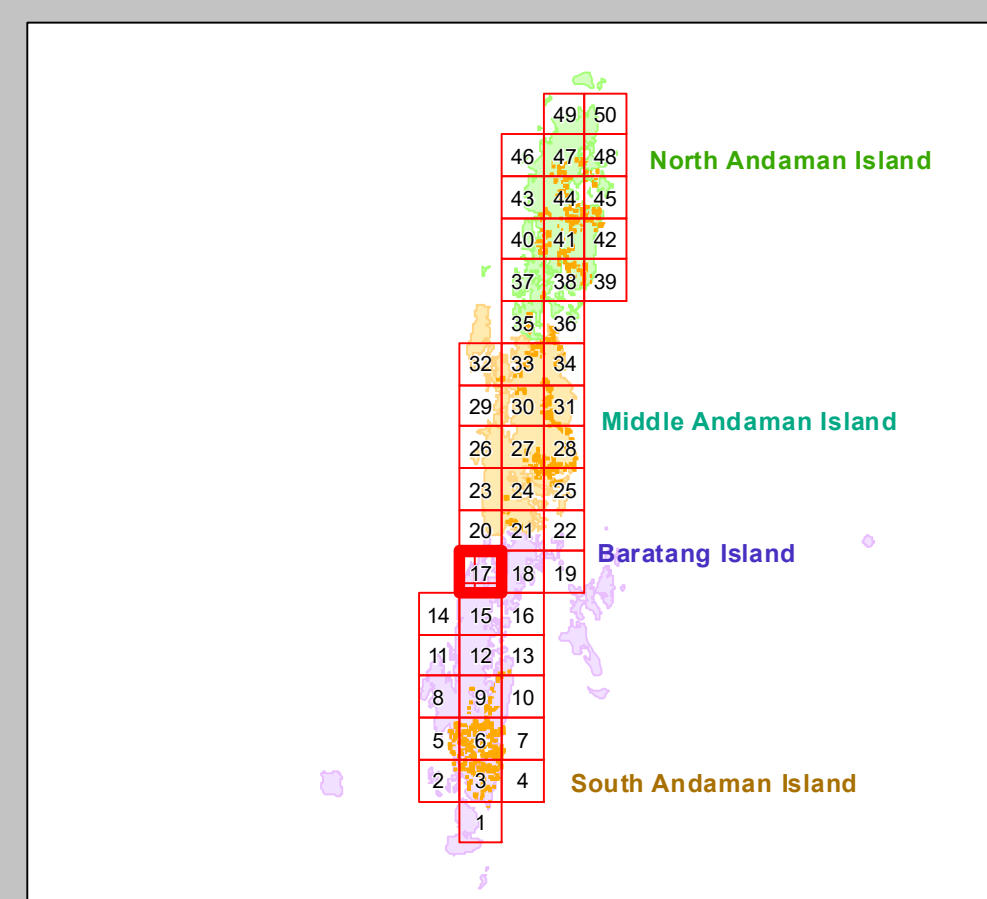 49 50
46 47 48
North Andaman Island
43 44 45
40 41 42
37 38 39
35 36
32 33 34
29 30 31
Middle Andaman Island
26 27 28
23 24 25
20 21 22
Baratang Island
17 18 19
14 15 16
11 12 13
8 9 10
5 6 7
2 3 4
South Andaman Island
1